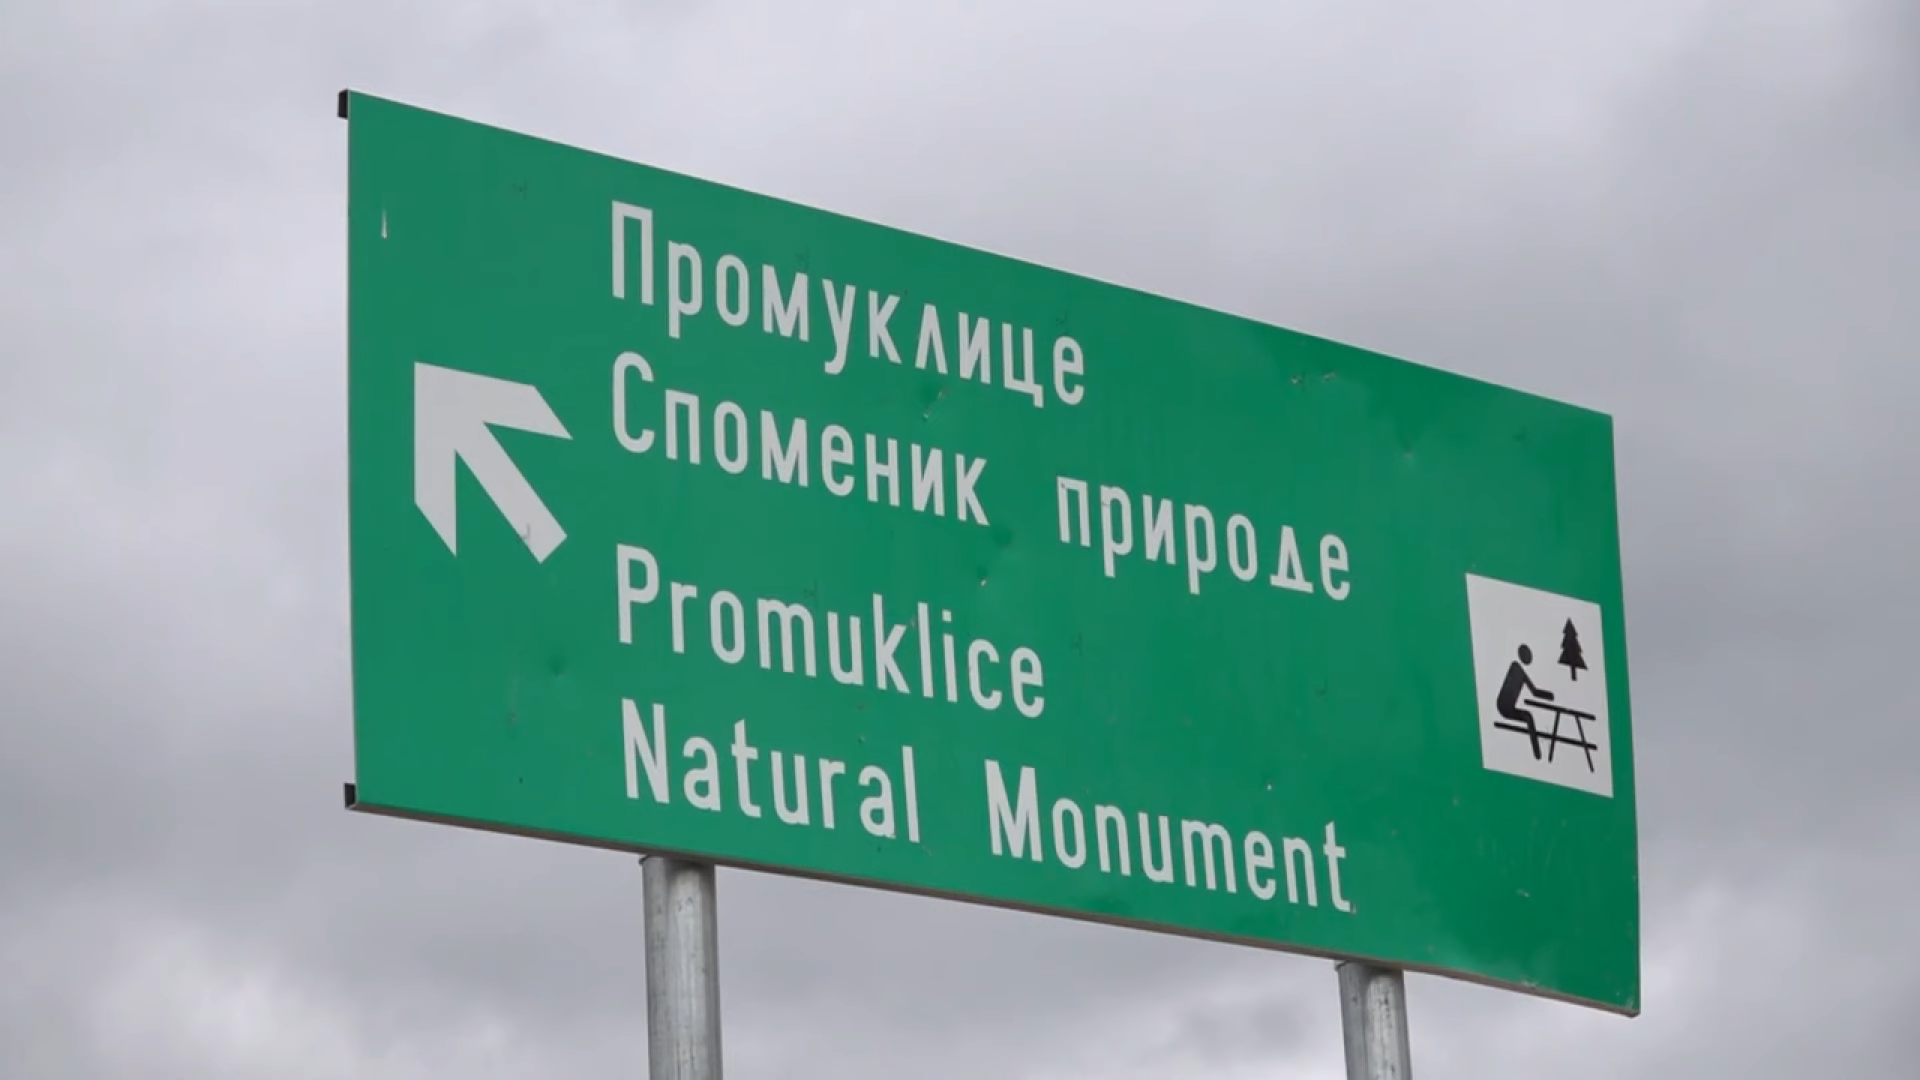 Промуклице
Споменик природе
Promuklice
Natural Monument